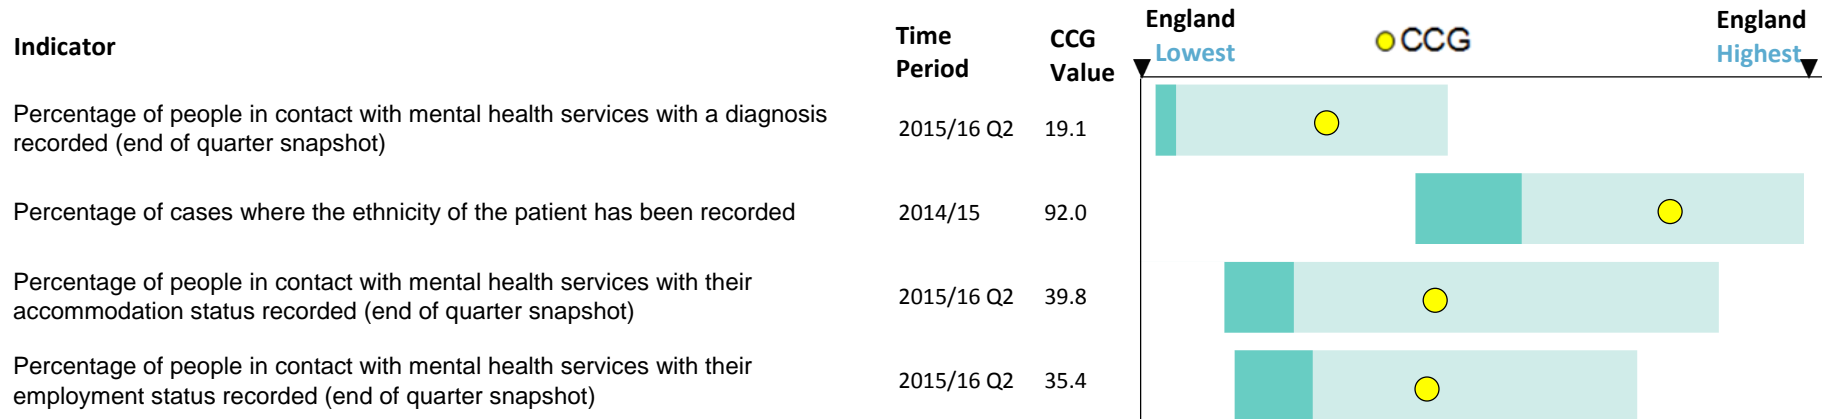 Indicator
Time Period
CCG Value
England Lowest
CCG
England Highest
Percentage of people in contact with mental health services with a diagnosis
recorded (end of quarter snapshot)
2015/16 Q2
19.1
Percentage of cases where the ethnicity of the patient has been recorded
2014/15
92.0
Percentage of people in contact with mental health services with their
accommodation status recorded (end of quarter snapshot)
2015/16 Q2
39.8
Percentage of people in contact with mental health services with their
employment status recorded (end of quarter snapshot)
2015/16 Q2
35.4